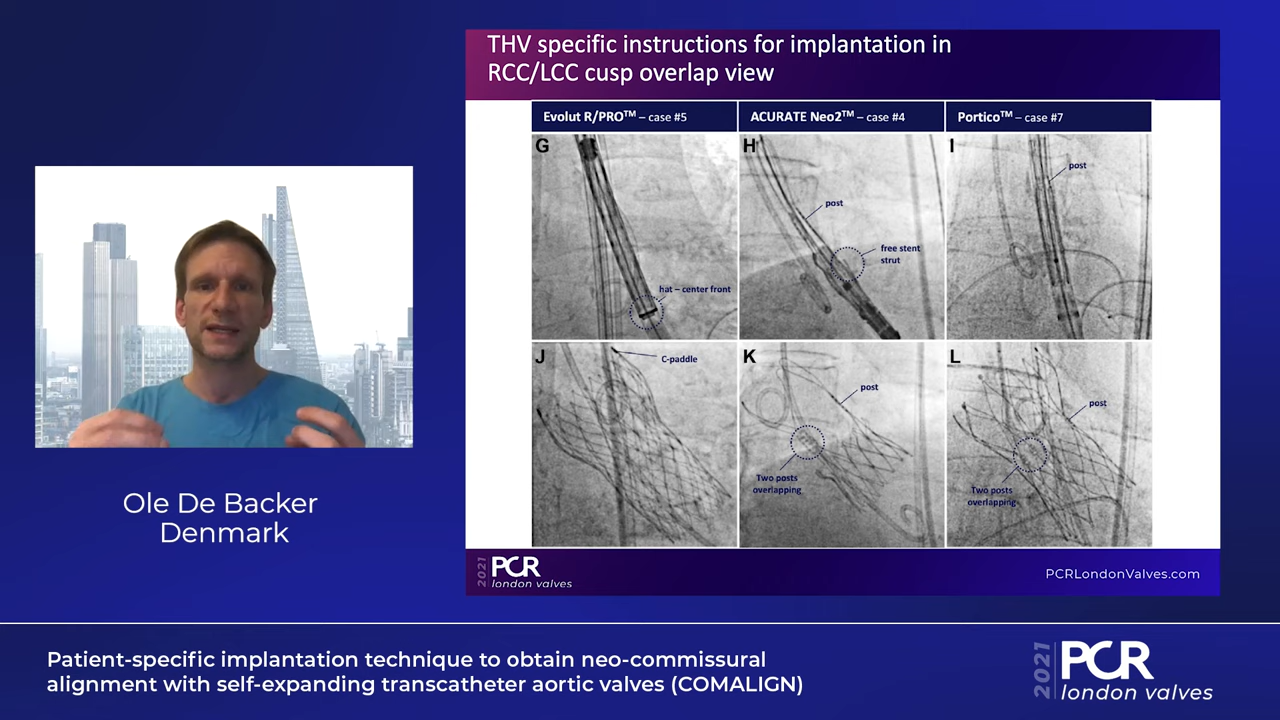 THV specific instructions for implantation in
RCC/LCC cusp overlap view
Evolut R/PRO™ – case #5
ACURATE Neo2™ – case #4
Portico™ – case #7
G
hat – center front
H
post
free stent
strut
I
post
J
C-paddle
K
post
Two posts
overlapping
L
post
Two posts
overlapping
2021
PCR
london valves
PCRLondonValves.com
Ole De Backer
Denmark
Patient-specific implantation technique to obtain neo-commissural
alignment with self-expanding transcatheter aortic valves (COMALIGN)
2021
PCR
london valves